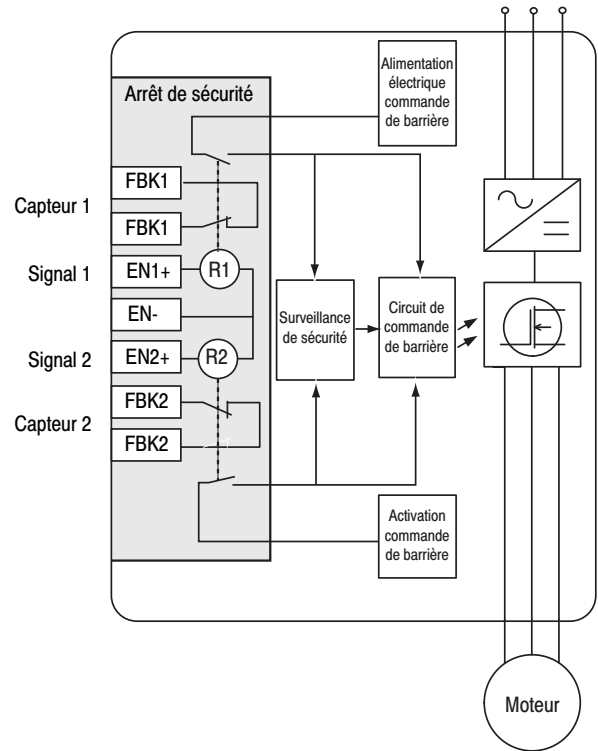 Alimentation
électrique
commande
de barrière
Arrêt de sécurité
FBK1
Capteur 1
FBK1
Signal 1
EN1+
R1
EN-
Surveillance
de sécurité
Circuit de
commande
de barrière
Signal 2
EN2+
R2
FBK2
Capteur 2
FBK2
Activation
commande
de barrière
Moteur